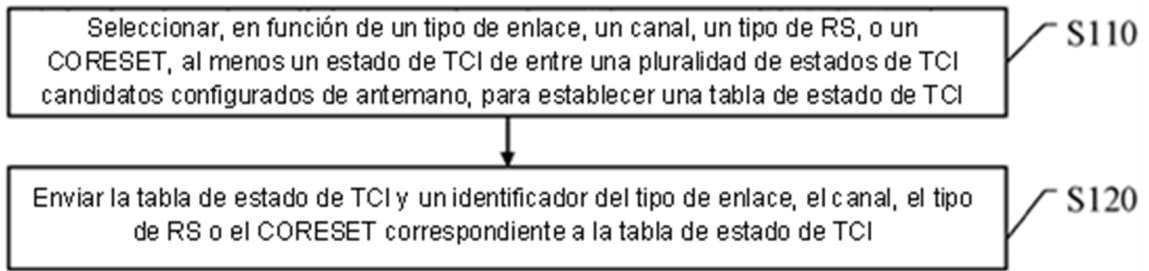 Seleccionar, en función de un tipo de enlace, un canal, un tipo de RS, o un
CORESET, al menos un estado de TCI de entre una pluralidad de estados de TCI
candidatos configurados de antemano, para establecer una tabla de estado de TCI
S110
Enviar la tabla de estado de TCI y un identificador del tipo de enlace, el canal, el tipo
de RS o el CORESET correspondiente a la tabla de estado de TCI
S120